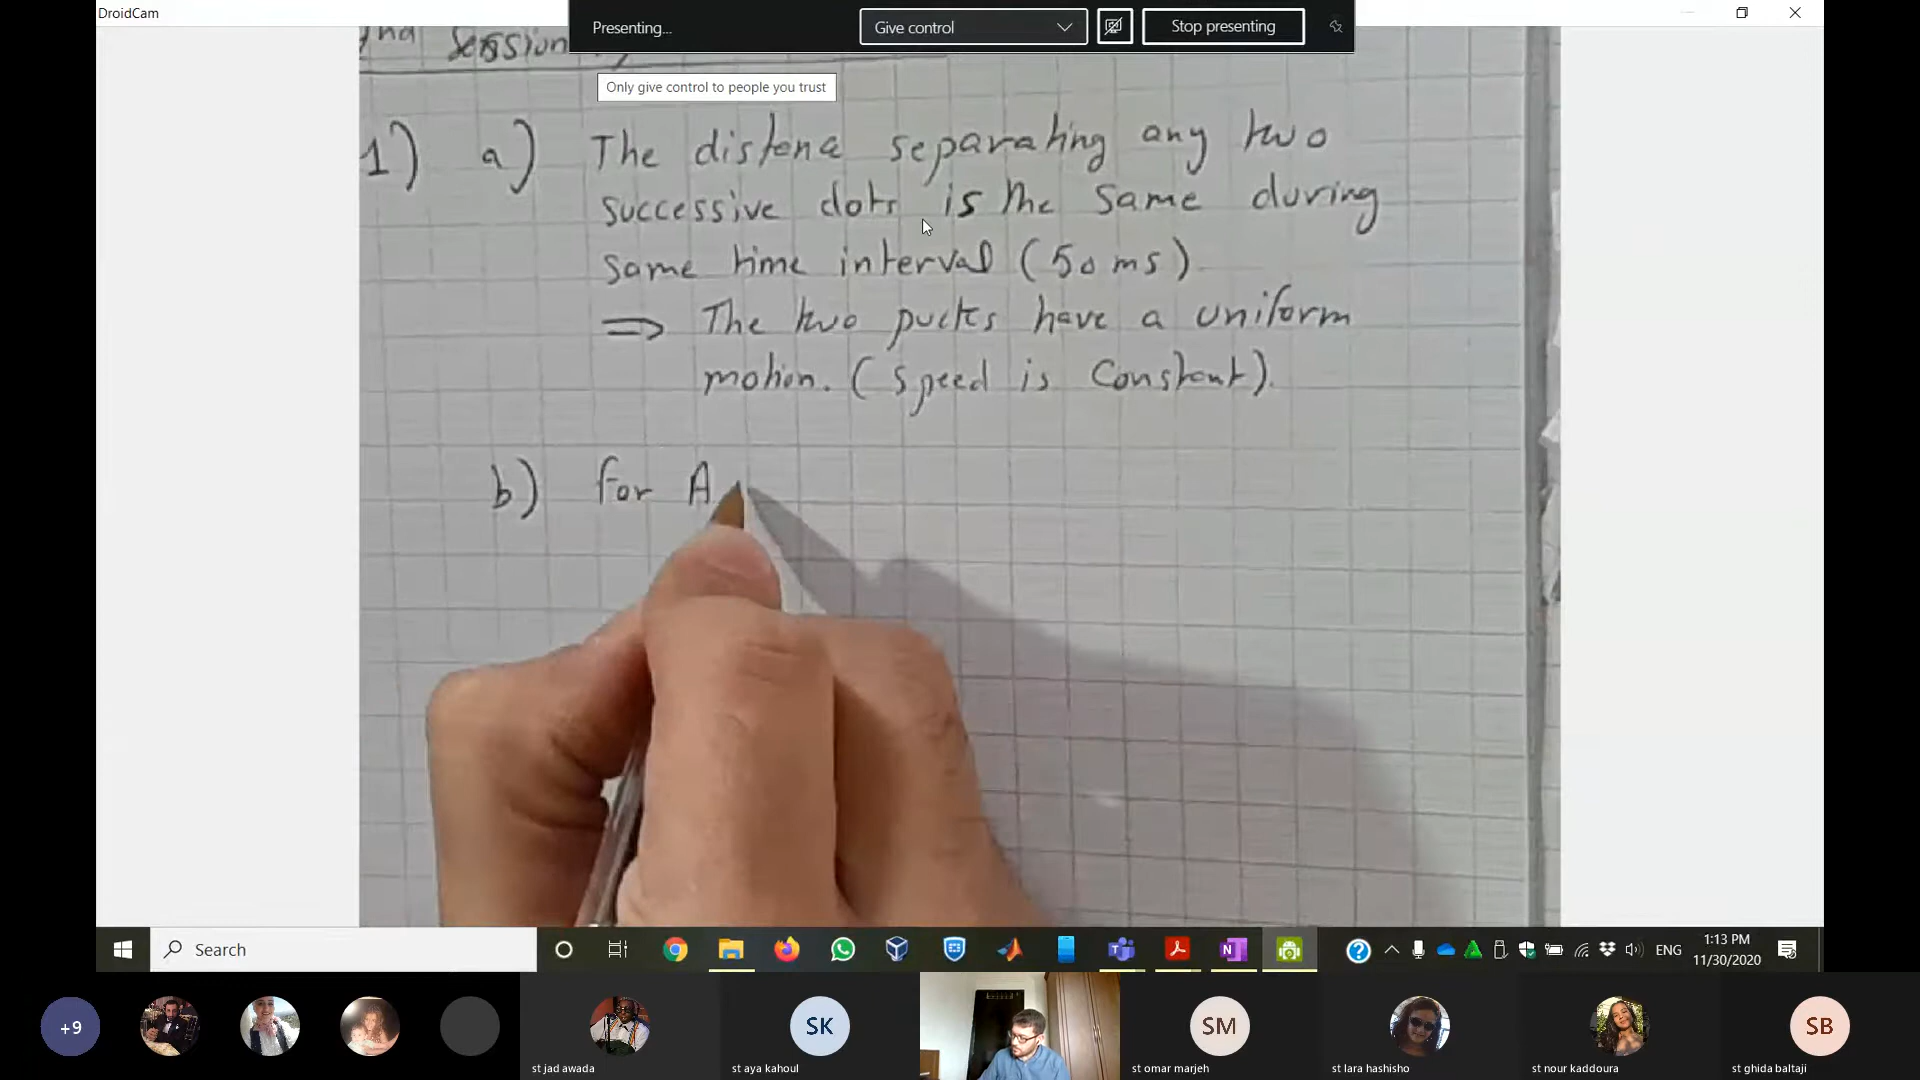 DroidCam
Presenting...
Give control
Stop presenting
Only give control to people you trust
2nd Session
1) a) The distence separating any two
successive dots is the same during
same time interval (50 ms)
⇒ The two pucks have a uniform
motion. (speed is constant).
b) for A
Search
ENG
1:13 PM
11/30/2020
+9
SK
SM
SB
st jad awada
st aya kahoul
st omar marjeh
st lara hashisho
st nour kaddoura
st ghida baltaji